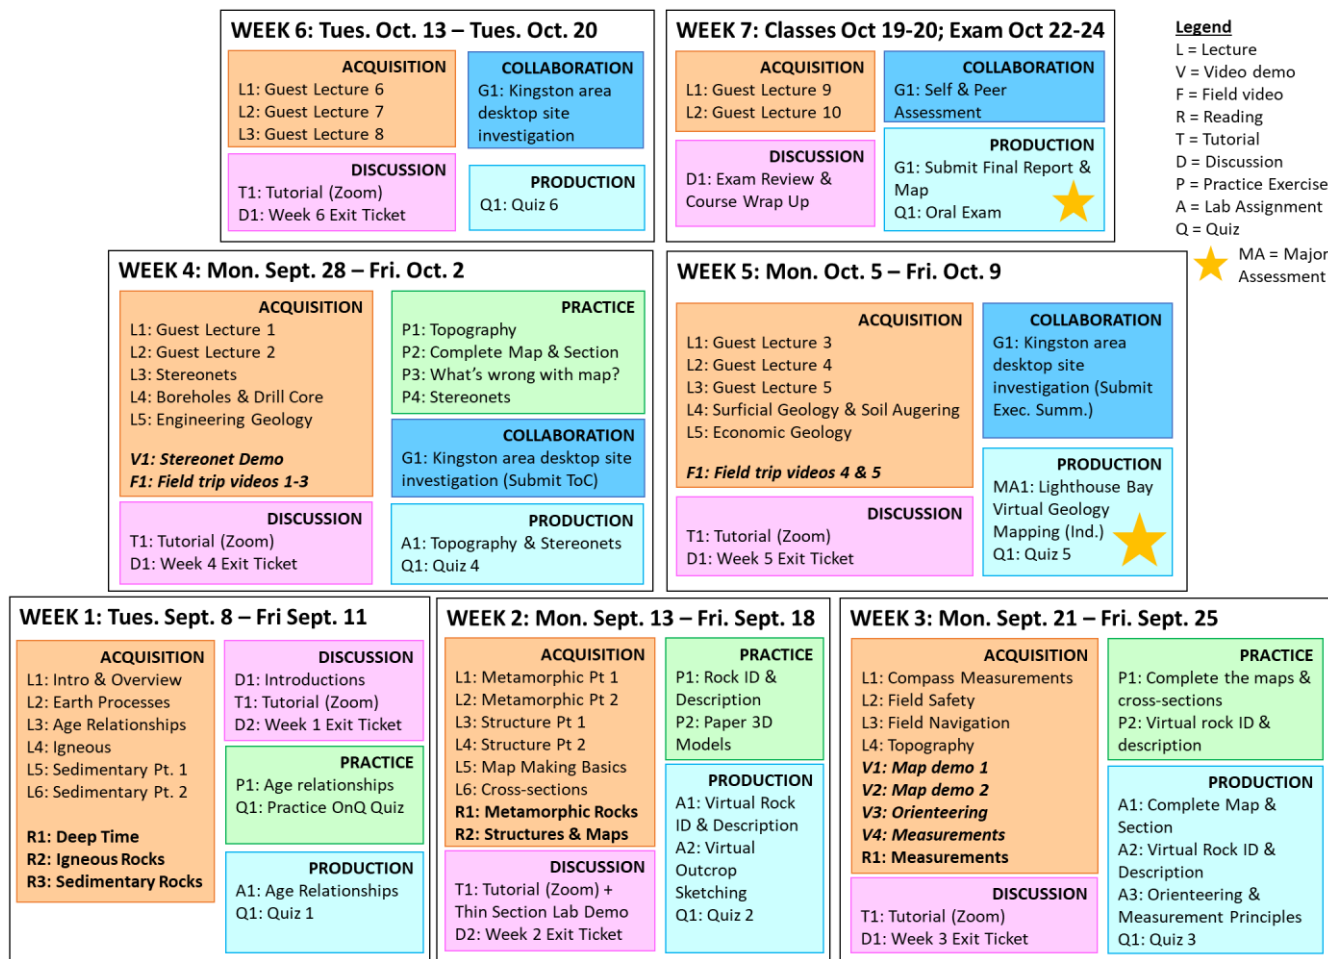 WEEK 6: Tues. Oct. 13 – Tues. Oct. 20
ACQUISITION
L1: Guest Lecture 6
L2: Guest Lecture 7
L3: Guest Lecture 8
COLLABORATION
G1: Kingston area
desktop site
investigation
DISCUSSION
T1: Tutorial (Zoom)
D1: Week 6 Exit Ticket
PRODUCTION
Q1: Quiz 6
WEEK 7: Classes Oct 19-20; Exam Oct 22-24
ACQUISITION
L1: Guest Lecture 9
L2: Guest Lecture 10
COLLABORATION
G1: Self & Peer
Assessment
DISCUSSION
D1: Exam Review &
Course Wrap Up
PRODUCTION
G1: Submit Final Report &
Map
Q1: Oral Exam
Legend
L = Lecture
V = Video demo
F = Field video
R = Reading
T = Tutorial
D = Discussion
P = Practice Exercise
A = Lab Assignment
Q = Quiz
MA = Major
Assessment
WEEK 4: Mon. Sept. 28 – Fri. Oct. 2
ACQUISITION
L1: Guest Lecture 1
L2: Guest Lecture 2
L3: Stereonets
L4: Boreholes & Drill Core
L5: Engineering Geology
V1: Stereonet Demo
F1: Field trip videos 1-3
PRACTICE
P1: Topography
P2: Complete Map & Section
P3: What's wrong with map?
P4: Stereonets
COLLABORATION
G1: Kingston area desktop site
investigation (Submit ToC)
DISCUSSION
T1: Tutorial (Zoom)
D1: Week 4 Exit Ticket
PRODUCTION
A1: Topography & Stereonets
Q1: Quiz 4
WEEK 5: Mon. Oct. 5 – Fri. Oct. 9
ACQUISITION
L1: Guest Lecture 3
L2: Guest Lecture 4
L3: Guest Lecture 5
L4: Surficial Geology & Soil Augering
L5: Economic Geology
F1: Field trip videos 4 & 5
COLLABORATION
G1: Kingston area
desktop site
investigation (Submit
Exec. Summ.)
DISCUSSION
T1: Tutorial (Zoom)
D1: Week 5 Exit Ticket
PRODUCTION
MA1: Lighthouse Bay
Virtual Geology
Mapping (Ind.)
Q1: Quiz 5
WEEK 1: Tues. Sept. 8 – Fri Sept. 11
ACQUISITION
L1: Intro & Overview
L2: Earth Processes
L3: Age Relationships
L4: Igneous
L5: Sedimentary Pt. 1
L6: Sedimentary Pt. 2
R1: Deep Time
R2: Igneous Rocks
R3: Sedimentary Rocks
DISCUSSION
D1: Introductions
T1: Tutorial (Zoom)
D2: Week 1 Exit Ticket
PRACTICE
P1: Age relationships
Q1: Practice OnQ Quiz
PRODUCTION
A1: Age Relationships
Q1: Quiz 1
WEEK 2: Mon. Sept. 13 – Fri. Sept. 18
ACQUISITION
L1: Metamorphic Pt 1
L2: Metamorphic Pt 2
L3: Structure Pt 1
L4: Structure Pt 2
L5: Map Making Basics
L6: Cross-sections
R1: Metamorphic Rocks
R2: Structures & Maps
DISCUSSION
T1: Tutorial (Zoom) +
Thin Section Lab Demo
D2: Week 2 Exit Ticket
PRACTICE
P1: Rock ID &
Description
P2: Paper 3D
Models
PRODUCTION
A1: Virtual Rock
ID & Description
A2: Virtual
Outcrop
Sketching
Q1: Quiz 2
WEEK 3: Mon. Sept. 21 – Fri. Sept. 25
ACQUISITION
L1: Compass Measurements
L2: Field Safety
L3: Field Navigation
L4: Topography
V1: Map demo 1
V2: Map demo 2
V3: Orienteering
V4: Measurements
R1: Measurements
DISCUSSION
T1: Tutorial (Zoom)
D1: Week 3 Exit Ticket
PRACTICE
P1: Complete the maps &
cross-sections
P2: Virtual rock ID &
description
PRODUCTION
A1: Complete Map &
Section
A2: Virtual Rock ID &
Description
A3: Orienteering &
Measurement Principles
Q1: Quiz 3